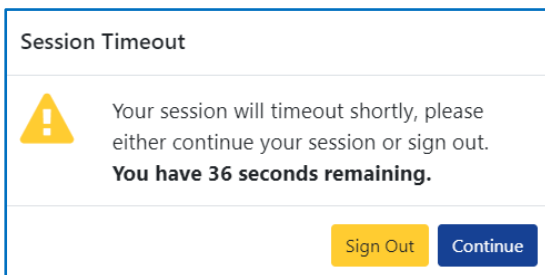 Session Timeout
Your session will timeout shortly, please
either continue your session or sign out.
You have 36 seconds remaining.
Sign Out
Continue